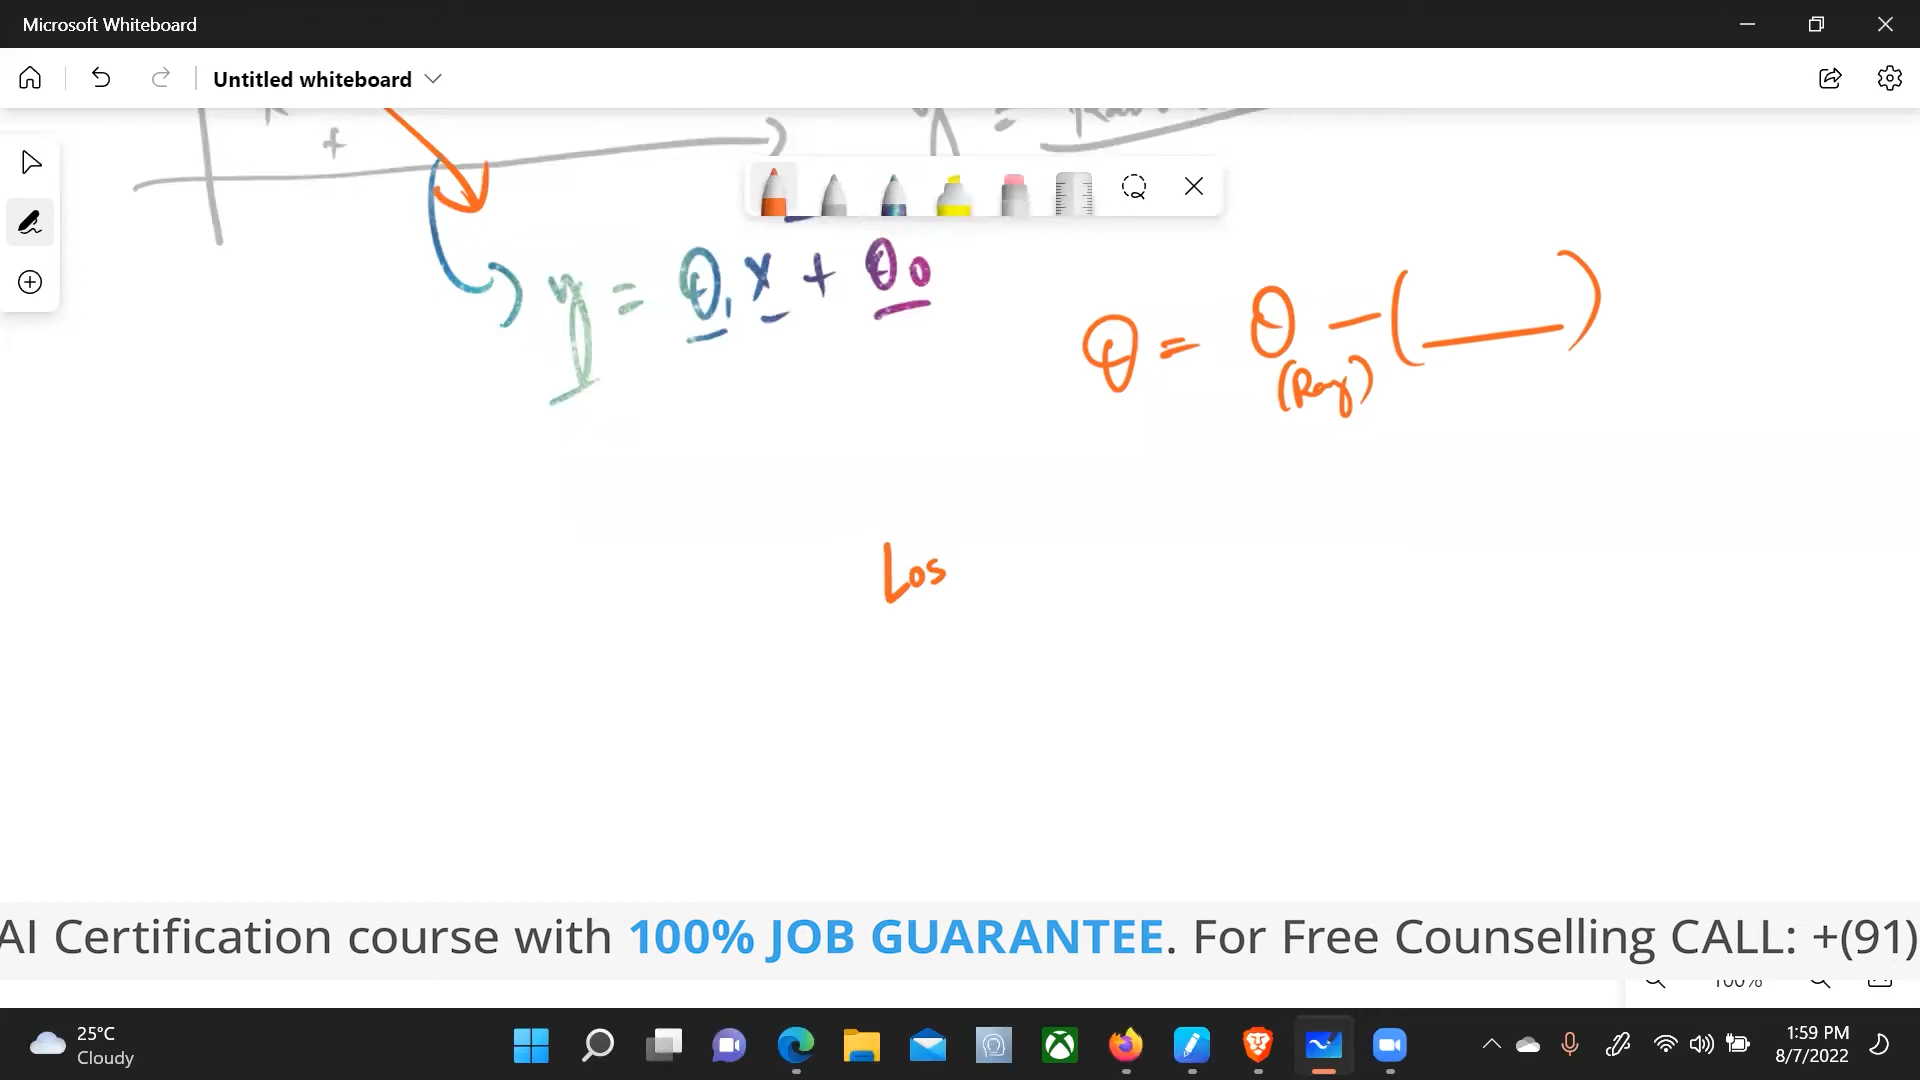 Microsoft Whiteboard
Untitled whiteboard
+
y =
y = θ₁x + θ₀
θ = θ - ( )
Los
AI Certification course with 100% JOB GUARANTEE. For Free Counselling CALL: +(91)
100%
25°C
Cloudy
1:59 PM
8/7/2022